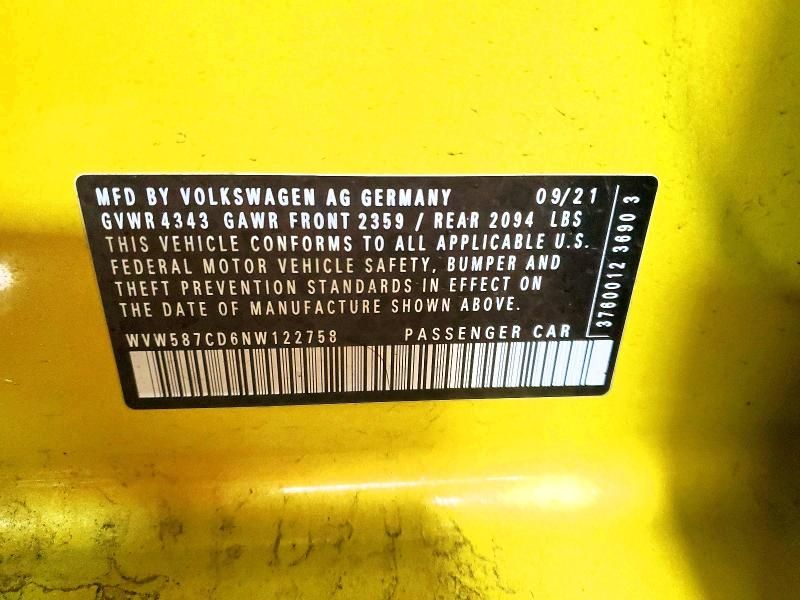 MFD BY VOLKSWAGEN AG GERMANY 09/21
GVWR 4343 GAWR FRONT 2359 / REAR 2094 LBS
THIS VEHICLE CONFORMS TO ALL APPLICABLE U.S.
FEDERAL MOTOR VEHICLE SAFETY, BUMPER AND
THEFT PREVENTION STANDARDS IN EFFECT ON
THE DATE OF MANUFACTURE SHOWN ABOVE.
WVW587CD6NW122758 PASSENGER CAR
3760012 3690 3